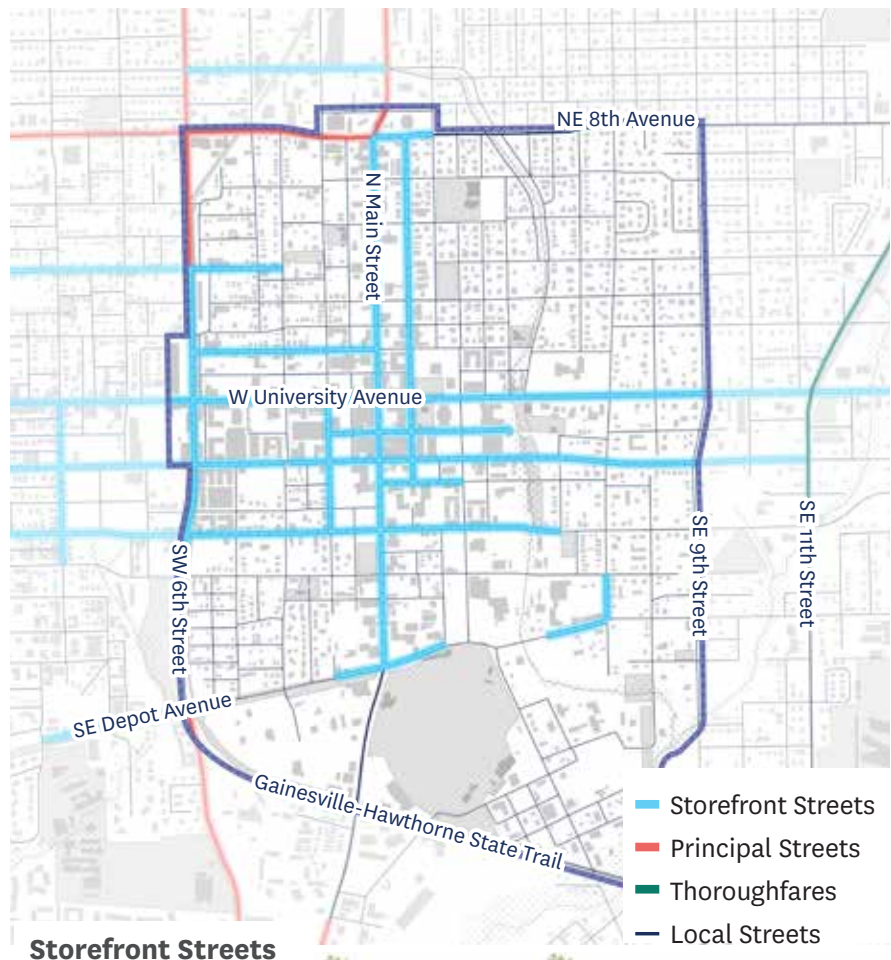 NE 8th Avenue
N Main Street
W University Avenue
SW 6th Street
SE 9th Street
SE 11th Street
SE Depot Avenue
Gainesville-Hawthorne State Trail
Storefront Streets
Principal Streets
Thoroughfares
Local Streets
Storefront Streets